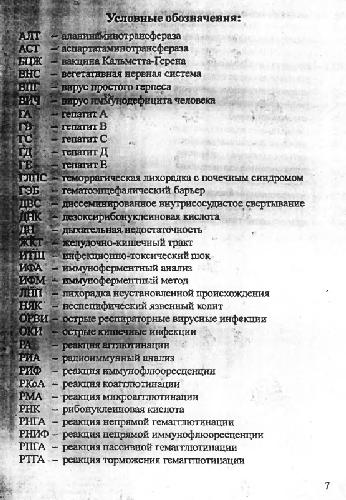 Условные обозначения:
АЛТ – аланинаминотрансфераза
АСТ – аспартатаминотрансфераза
БЦЖ – вакцина Кальметта-Герена
ВНС – вегетативная нервная система
ВПГ – вирус простого герпеса
ВИЧ – вирус иммунодефицита человека
ГА – гепатит А
ГВ – гепатит В
ГС – гепатит С
ГД – гепатит Д
ГЕ – гепатит Е
ГЛПС – геморрагическая лихорадка с почечным синдромом
ГЭБ – гематоэнцефалический барьер
ДВС – диссеминированное внутрисосудистое свертывание
ДНК – дезоксирибонуклеиновая кислота
ДН – дыхательная недостаточность
ЖКТ – желудочно-кишечный тракт
ИТШ – инфекционно-токсический шок
ИФА – иммуноферментный анализ
ИФМ – иммуноферментный метод
ЛНП – лихорадка неустановленной происхождения
НЯК – неспецифический язвенный колит
ОРВИ – острые респираторные вирусные инфекции
ОКИ – острые кишечные инфекции
РА – реакция агглютинации
РИА – радиоиммунный анализ
РИФ – реакция иммунофлюоресценции
РКоА – реакция коагглютинации
РМА – реакция микроагглютинации
РНК – рибонуклеиновая кислота
РНГА – реакция непрямой гемагглютинации
РНИФ – реакция непрямой иммунофлюоресценции
РПГА – реакция пассивной гемагглютинации
РТГА – реакция торможения гемагглютинации
7